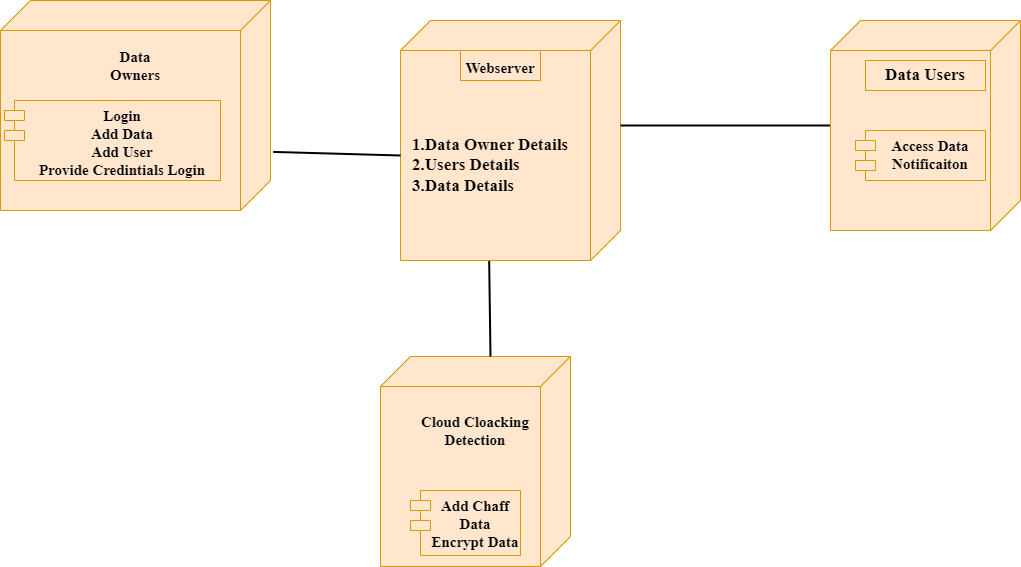 Data
Owners
Login
Add Data
Add User
Provide Credintials Login
Webserver
1.Data Owner Details
2.Users Details
3.Data Details
Data Users
Access Data
Notificaiton
Cloud Cloacking
Detection
Add Chaff
Data
Encrypt Data